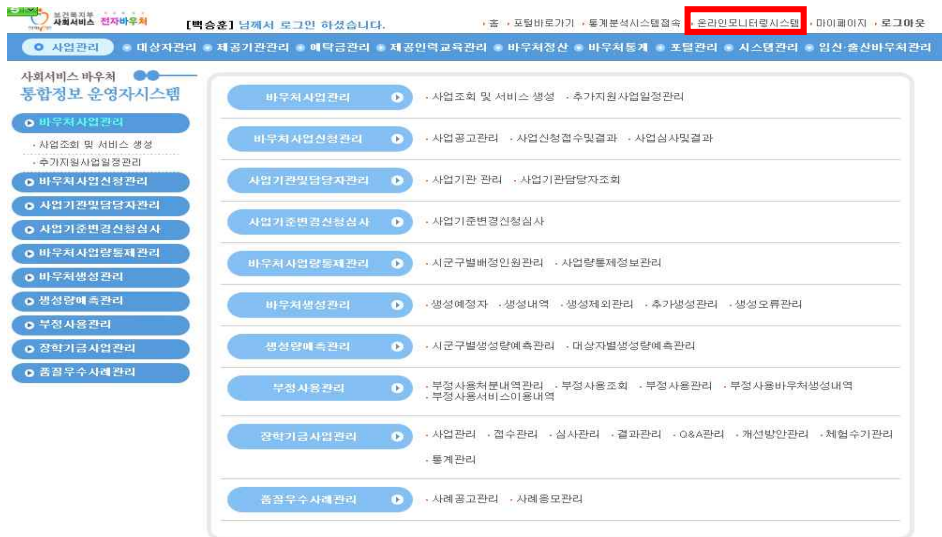 보건복지부
사회서비스 전자바우처
[백승훈] 님께서 로그인 하셨습니다.
· 홈 · 포털바로가기 · 통계분석시스템접속 · 온라인모니터링시스템 · 마이페이지 · 로그아웃
사업관리 대상자관리 제공기관관리 예탁금관리 제공인력교육관리 바우처정산 바우처통계 포털관리 시스템관리 임신·출산바우처관리
사회서비스 바우처
통합정보 운영자시스템
바우처사업관리
· 사업조회 및 서비스 생성
· 추가지원사업일정관리
바우처사업신청관리
사업기관및담당자관리
사업기준변경신청심사
바우처사업량통제관리
바우처생성관리
생성량예측관리
부정사용관리
장학기금사업관리
품질우수사례관리
바우처사업관리 · 사업조회 및 서비스 생성 · 추가지원사업일정관리
바우처사업신청관리 · 사업공고관리 · 사업신청접수및결과 · 사업심사및결과
사업기관및담당자관리 · 사업기관 관리 · 사업기관담당자조회
사업기준변경신청심사 · 사업기준변경신청심사
바우처사업량통제관리 · 시군구별배정인원관리 · 사업량통제정보관리
바우처생성관리 · 생성예정자 · 생성내역 · 생성제외관리 · 추가생성관리 · 생성오류관리
생성량예측관리 · 시군구별생성량예측관리 · 대상자별생성량예측관리
부정사용관리 · 부정사용처분내역관리 · 부정사용조회 · 부정사용관리 · 부정사용바우처생성내역
· 부정사용서비스이용내역
장학기금사업관리 · 사업관리 · 접수관리 · 심사관리 · 결과관리 · Q&A관리 · 개선방안관리 · 체험수기관리
· 통계관리
품질우수사례관리 · 사례공고관리 · 사례응모관리